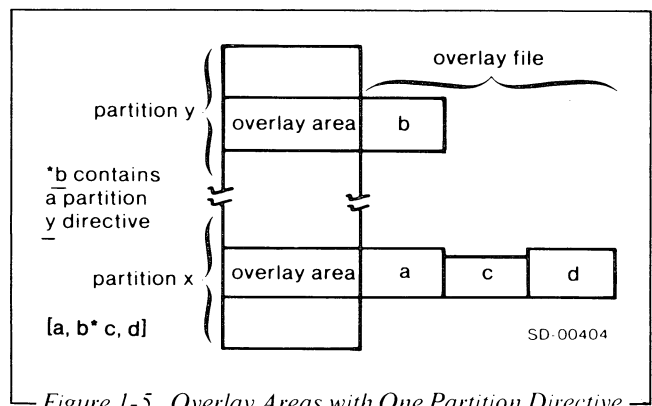 overlay file
partition y
overlay area
b
*b contains
a partition
y directive
partition x
overlay area
a
c
d
[a, b* c, d]
SD-00404
Figure 1-5. Overlay Areas with One Partition Directive